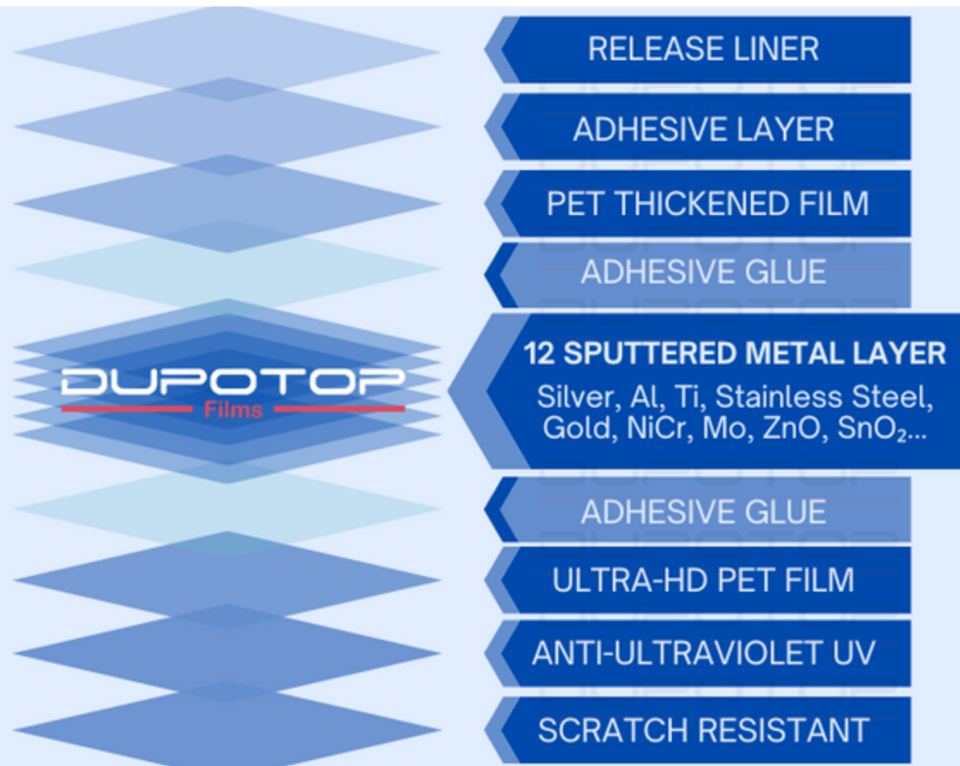 RELEASE LINER
ADHESIVE LAYER
PET THICKENED FILM
ADHESIVE GLUE
12 SPUTTERED METAL LAYER
Silver, Al, Ti, Stainless Steel,
Gold, NiCr, Mo, ZnO, SnO₂...
DUPOTOP
Films
ADHESIVE GLUE
ULTRA-HD PET FILM
ANTI-ULTRAVIOLET UV
SCRATCH RESISTANT